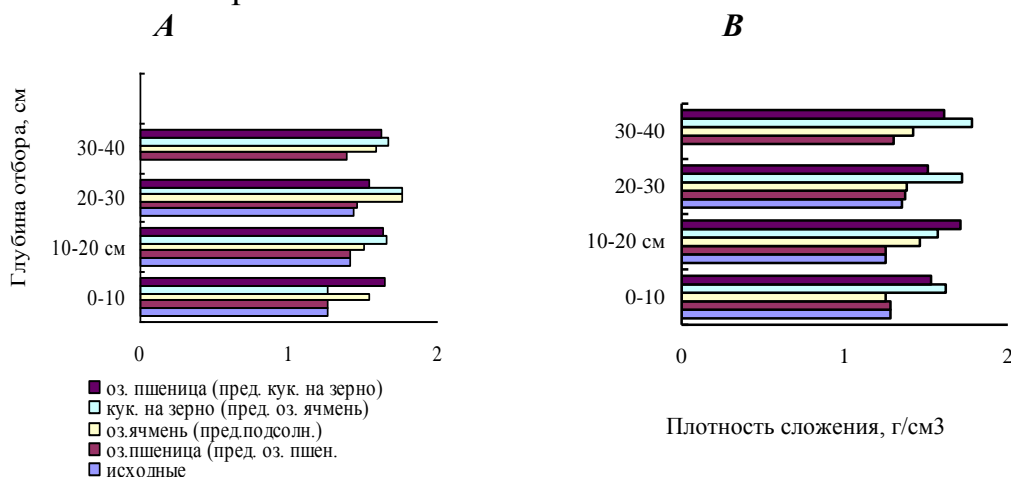 А
В
Глубина отбора, см
30-40
20-30
10-20 см
0-10
0
1
2
30-40
20-30
10-20 см
0-10
0
1
2
оз. пшеница (пред. кук. на зерно)
кук. на зерно (пред. оз. ячмень)
оз.ячмень (пред.подсолн.)
оз.пшеница (пред. оз. пшен.
исходные
Плотность сложения, г/см3